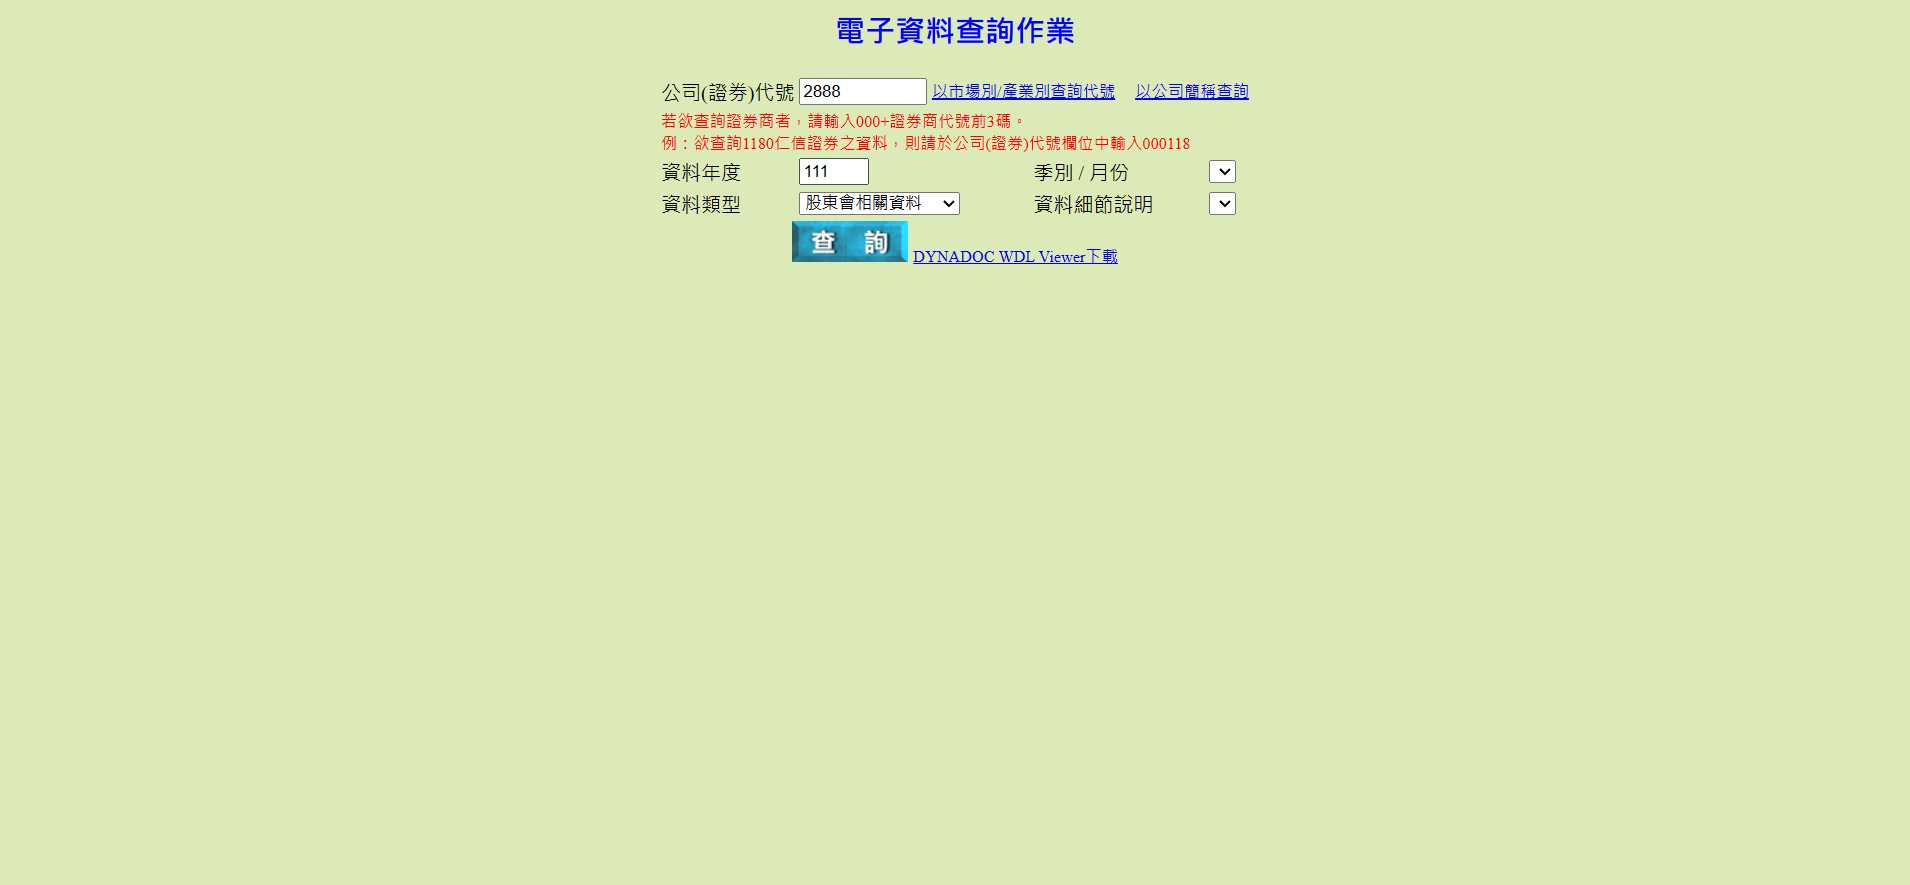 電子資料查詢作業
公司(證券)代號 2888 以市場別/產業別查詢代號 以公司簡稱查詢
若欲查詢證券商者，請輸入000+證券商代號前3碼。
例：欲查詢1180仁信證券之資料，則請於公司(證券)代號欄位中輸入000118
資料年度 111 季別 / 月份
資料類型 股東會相關資料 資料細節說明
查 詢 DYNADOC WDL Viewer下載